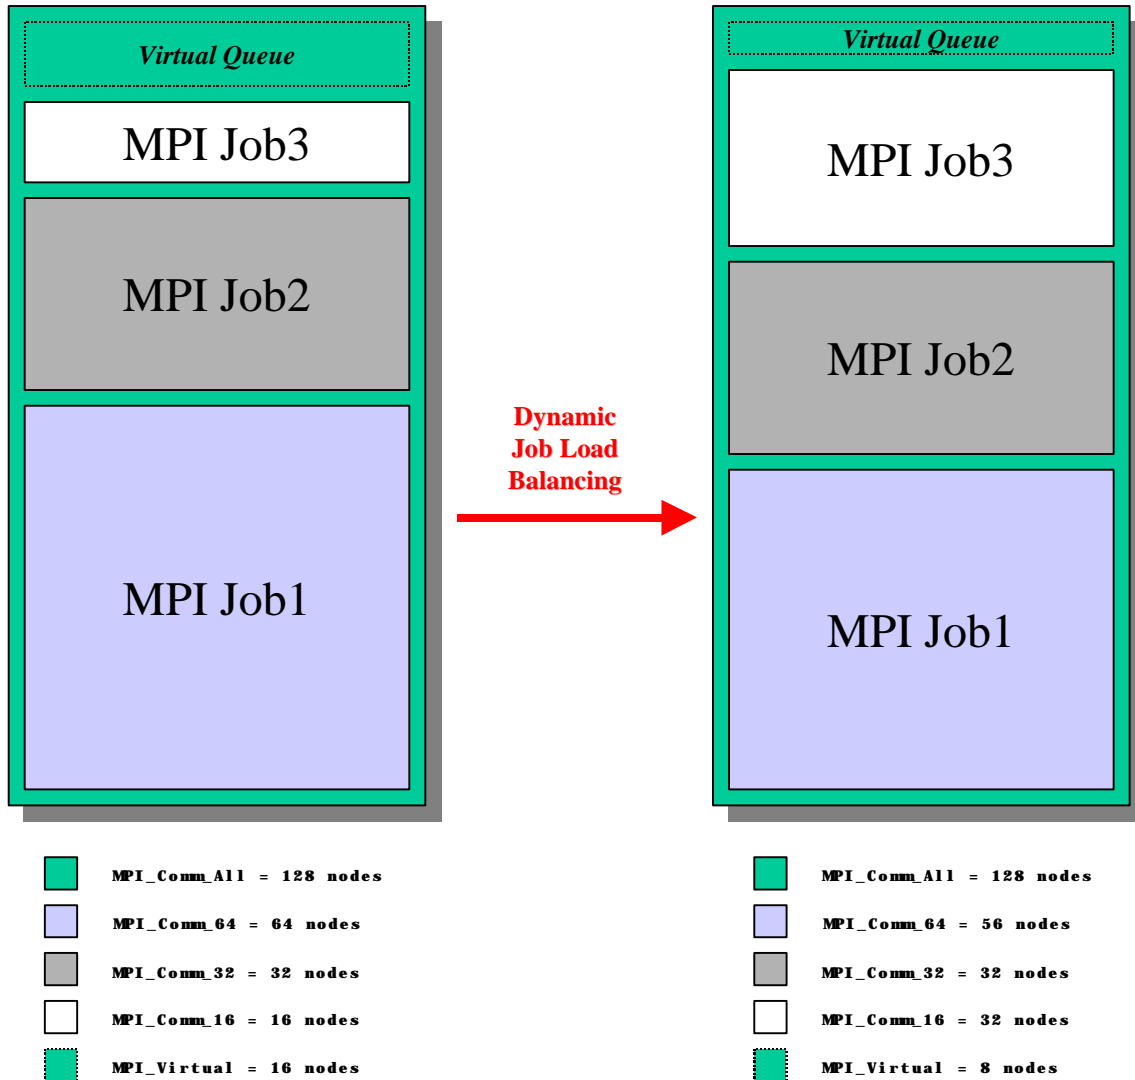 Virtual Queue
MPI Job3
MPI Job2
MPI Job1
Dynamic
Job Load
Balancing
Virtual Queue
MPI Job3
MPI Job2
MPI Job1
MPI_Comm_All = 128 nodes
MPI_Comm_64 = 64 nodes
MPI_Comm_32 = 32 nodes
MPI_Comm_16 = 16 nodes
MPI_Virtual = 16 nodes
MPI_Comm_All = 128 nodes
MPI_Comm_64 = 56 nodes
MPI_Comm_32 = 32 nodes
MPI_Comm_16 = 32 nodes
MPI_Virtual = 8 nodes